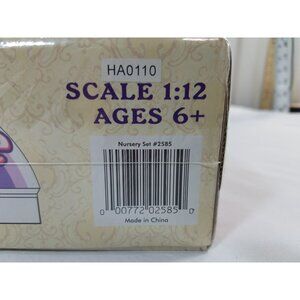 HA0110
SCALE 1:12
AGES 6+
Nursery Set #2585
0 00772 02585 0
Made in China